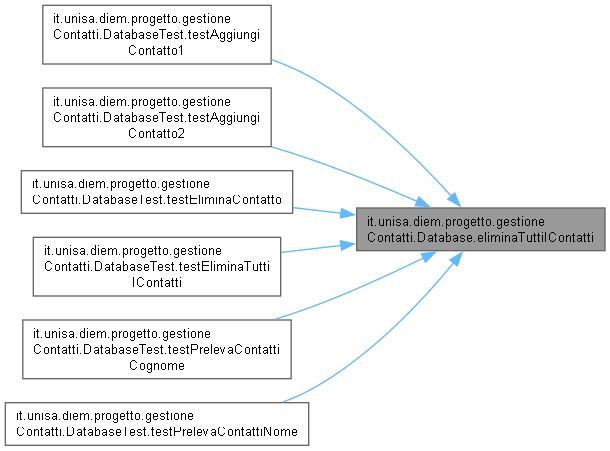 it.unisa.diem.progetto.gestione
Contatti.DatabaseTest.testAggiungi
Contatto1
it.unisa.diem.progetto.gestione
Contatti.DatabaseTest.testAggiungi
Contatto2
it.unisa.diem.progetto.gestione
Contatti.DatabaseTest.testEliminaContatto
it.unisa.diem.progetto.gestione
Contatti.DatabaseTest.testEliminaTutti
IContatti
it.unisa.diem.progetto.gestione
Contatti.DatabaseTest.testPrelevaContatti
Cognome
it.unisa.diem.progetto.gestione
Contatti.DatabaseTest.testPrelevaContattiNome
it.unisa.diem.progetto.gestione
Contatti.Database.eliminaTuttiIContatti